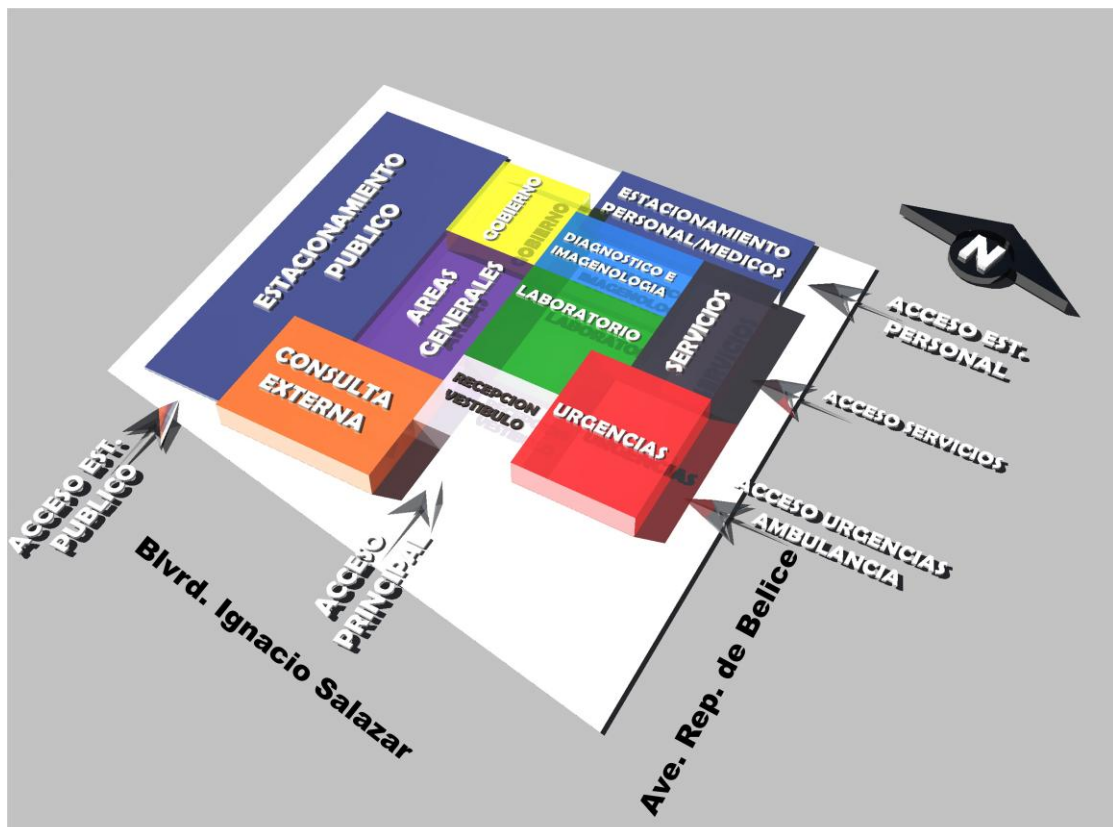 ESTACIONAMIENTO
PUBLICO
GOBIERNO
ESTACIONAMIENTO
PERSONAL/MEDICOS
DIAGNOSTICO E
IMAGENOLOGIA
AREAS
GENERALES
LABORATORIO
SERVICIOS
CONSULTA
EXTERNA
RECEPCION
VESTIBULO
URGENCIAS
N
ACCESO EST.
PERSONAL
ACCESO SERVICIOS
ACCESO URGENCIAS
AMBULANCIA
ACCESO EST.
PUBLICO
ACCESO
PRINCIPAL
Blvrd. Ignacio Salazar
Ave. Rep. de Belice